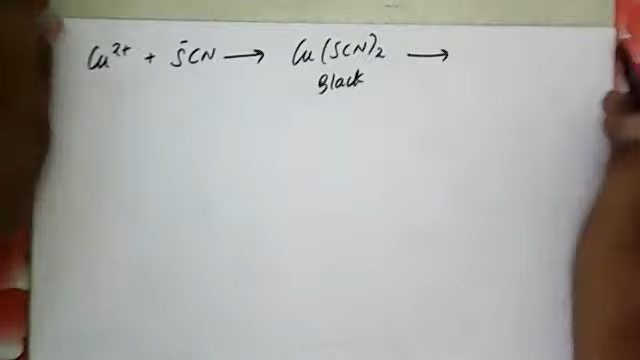 Cu²⁺ + S̄CN ⟶ Cu(SCN)₂ ⟶
Black